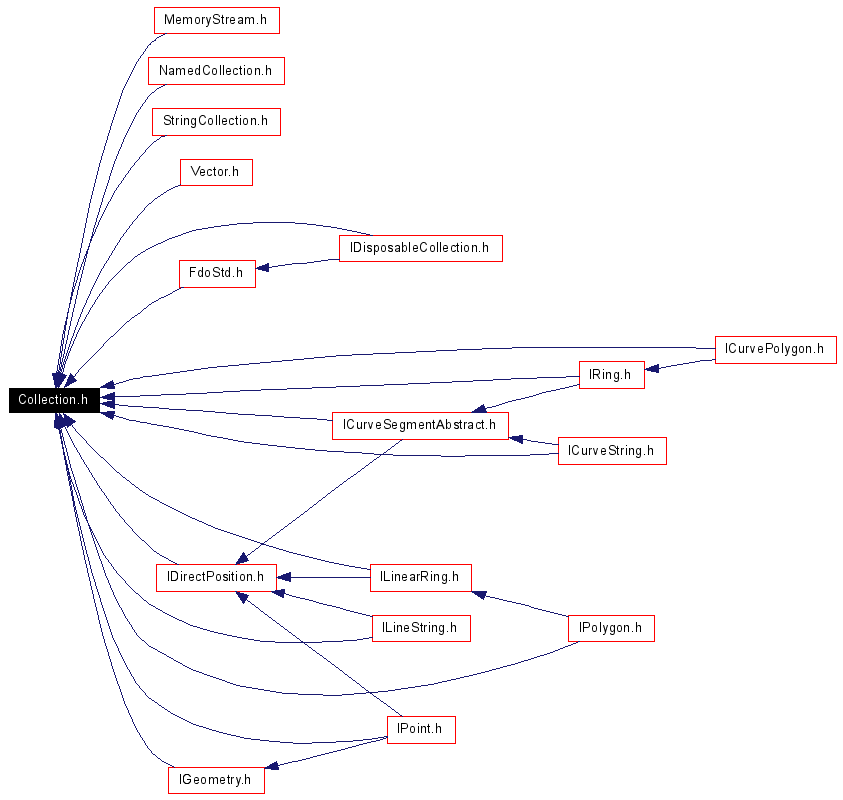 MemoryStream.h
NamedCollection.h
StringCollection.h
Vector.h
IDisposableCollection.h
FdoStd.h
ICurvePolygon.h
IRing.h
Collection.h
ICurveSegmentAbstract.h
ICurveString.h
IDirectPosition.h
ILinearRing.h
ILineString.h
IPolygon.h
IPoint.h
IGeometry.h